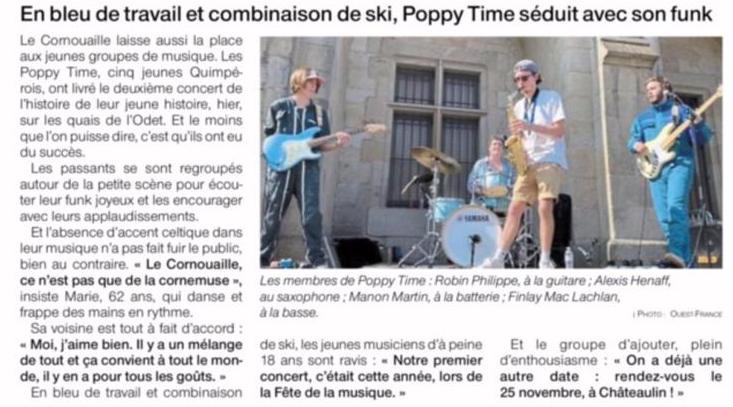 En bleu de travail et combinaison de ski, Poppy Time séduit avec son funk
Le Cornouaille laisse aussi la place
aux jeunes groupes de musique. Les
Poppy Time, cinq jeunes Quimpé-
rois, ont livré le deuxième concert de
l'histoire de leur jeune histoire, hier,
sur les quais de l'Odet. Et le moins
que l'on puisse dire, c'est qu'ils ont eu
du succès.
Les passants se sont regroupés
autour de la petite scène pour écou-
ter leur funk joyeux et les encourager
avec leurs applaudissements.
Et l'absence d'accent celtique dans
leur musique n'a pas fait fuir le public,
bien au contraire. « Le Cornouaille,
ce n'est pas que de la cornemuse »,
insiste Marie, 62 ans, qui danse et
frappe des mains en rythme.
Sa voisine est tout à fait d'accord :
« Moi, j'aime bien. Il y a un mélange
de tout et ça convient à tout le mon-
de, il y en a pour tous les goûts. »
En bleu de travail et combinaison
YAMAHA
Les membres de Poppy Time : Robin Philippe, à la guitare ; Alexis Henaff,
au saxophone ; Manon Martin, à la batterie ; Finlay Mac Lachlan,
à la basse.
| PHOTO : OUEST-FRANCE
de ski, les jeunes musiciens d'à peine
18 ans sont ravis : « Notre premier
concert, c'était cette année, lors de
la Fête de la musique. »
Et le groupe d'ajouter, plein
d'enthousiasme : « On a déjà une
autre date : rendez-vous le
25 novembre, à Châteaulin ! »